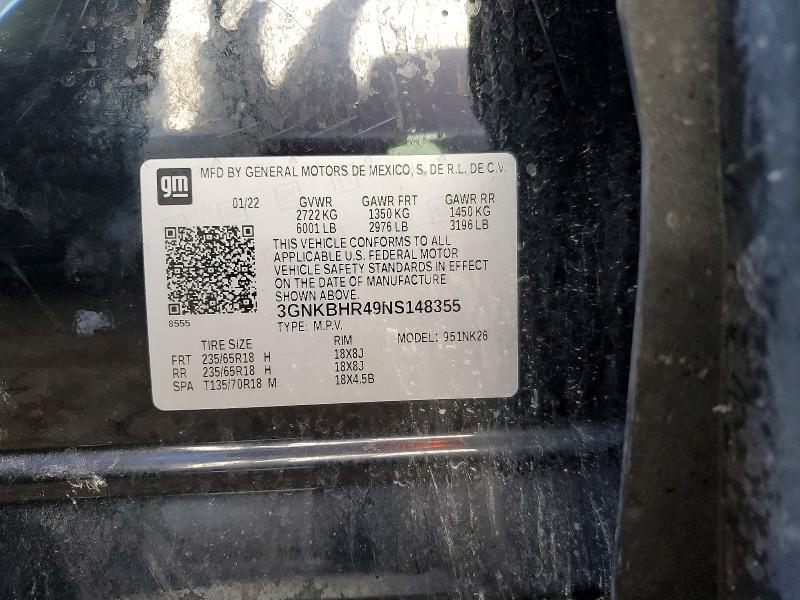 gm MFD BY GENERAL MOTORS DE MEXICO, S, DE R.L. DE C.V.
01/22 GVWR GAWR FRT GAWR RR
2722 KG 1350 KG 1450 KG
6001 LB 2976 LB 3196 LB
THIS VEHICLE CONFORMS TO ALL
APPLICABLE U.S. FEDERAL MOTOR
VEHICLE SAFETY STANDARDS IN EFFECT
ON THE DATE OF MANUFACTURE
SHOWN ABOVE.
3GNKBHR49NS148355
8555
TYPE: M.P.V. MODEL: 951NK26
TIRE SIZE RIM
FRT 235/65R18 H 18X8J
RR 235/65R18 H 18X8J
SPA T135/70R18 M 18X4.5B